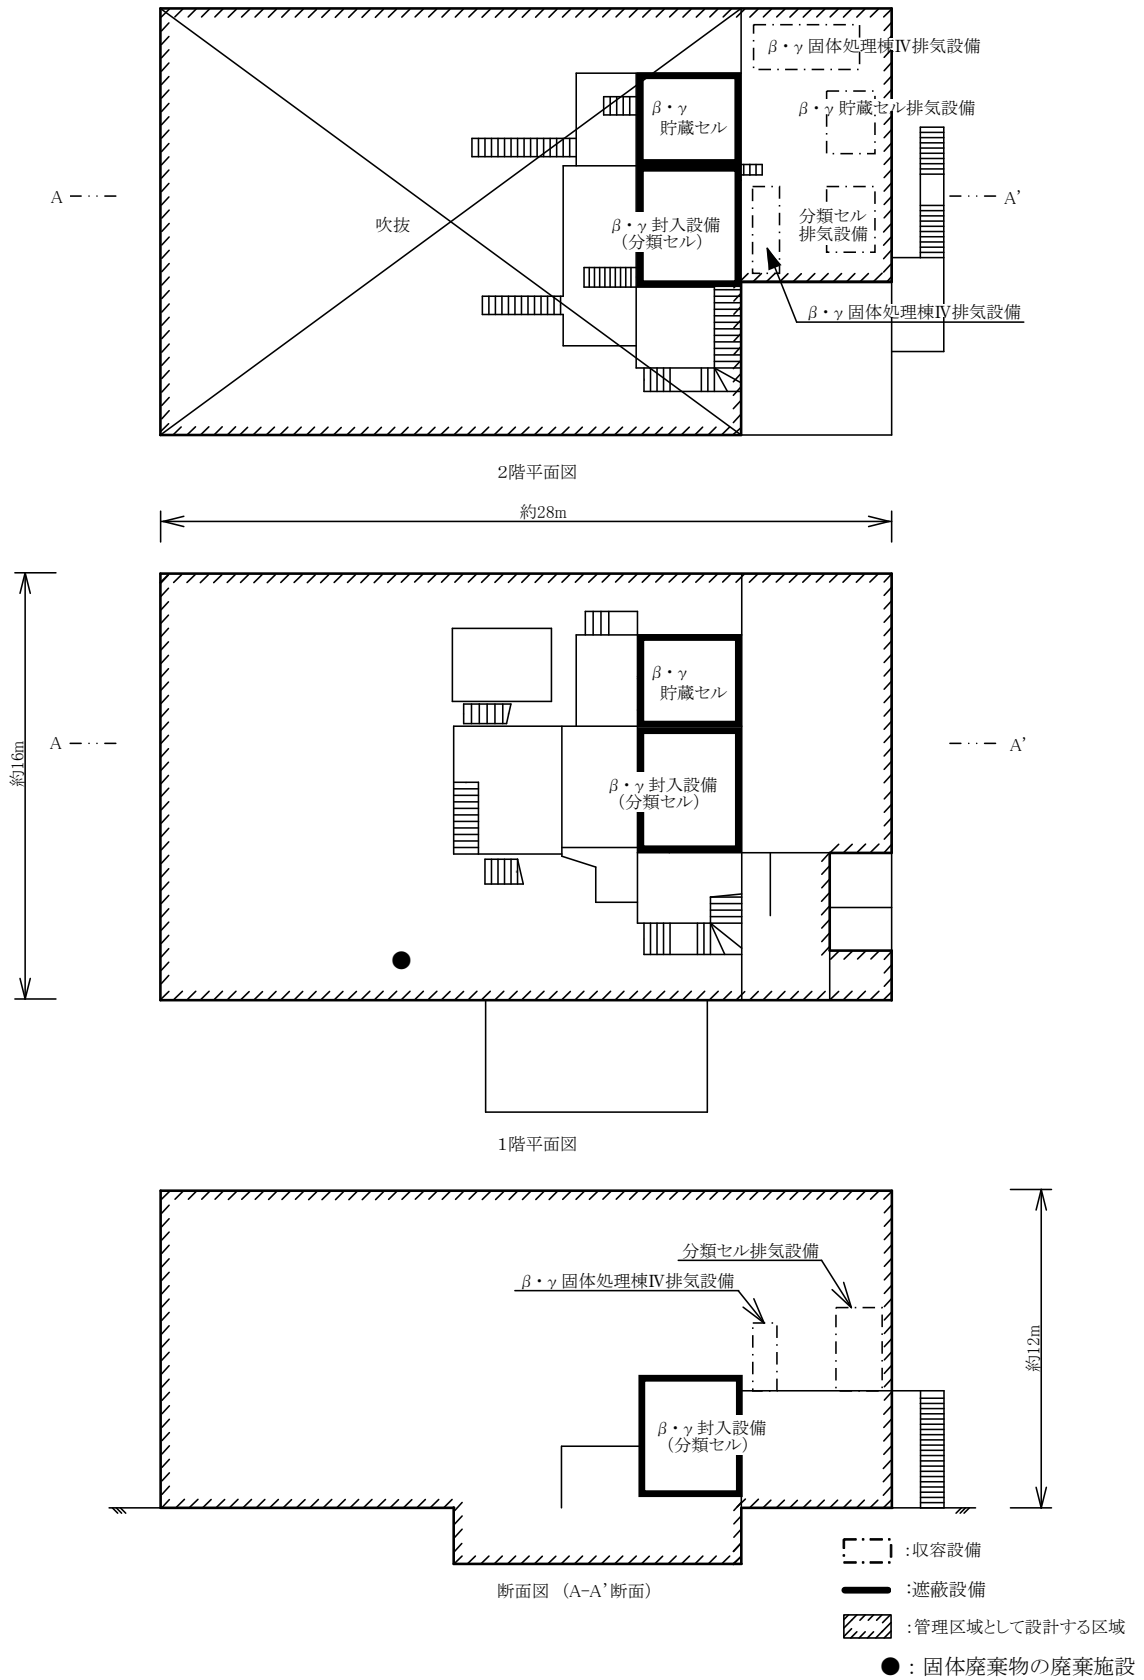 β・γ 固体処理棟Ⅳ排気設備
β・γ
貯蔵セル
β・γ 貯蔵セル排気設備
A
A’
吹抜
β・γ 封入設備
(分類セル)
分類セル
排気設備
β・γ 固体処理棟Ⅳ排気設備
2階平面図
約28m
約16m
β・γ
貯蔵セル
A
A’
β・γ 封入設備
(分類セル)
1階平面図
分類セル排気設備
β・γ 固体処理棟Ⅳ排気設備
約12m
β・γ 封入設備
(分類セル)
断面図 (A-A’断面)
:収容設備
:遮蔽設備
:管理区域として設計する区域
●:固体廃棄物の廃棄施設